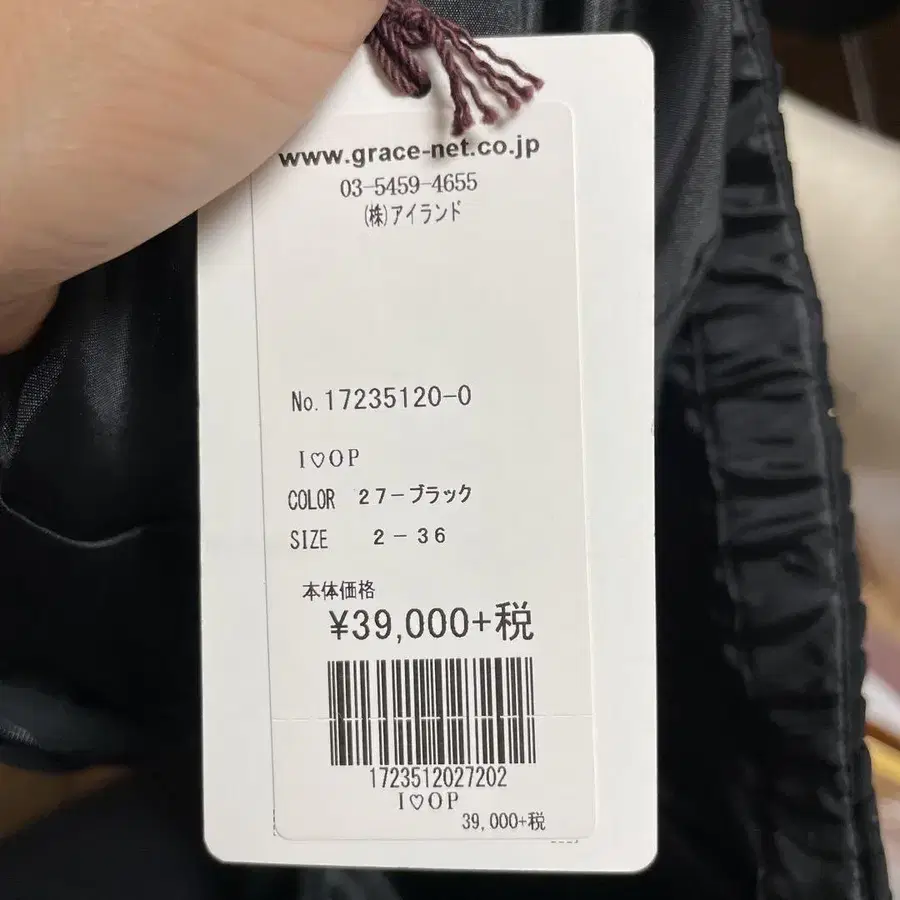 www.grace-net.co.jp
03-5459-4655
(株)アイランド
No.17235120-0
I♡OP
COLOR 27-ブラック
SIZE 2-36
本体価格
¥39,000+税
1723512027202
I♡OP
39,000+税